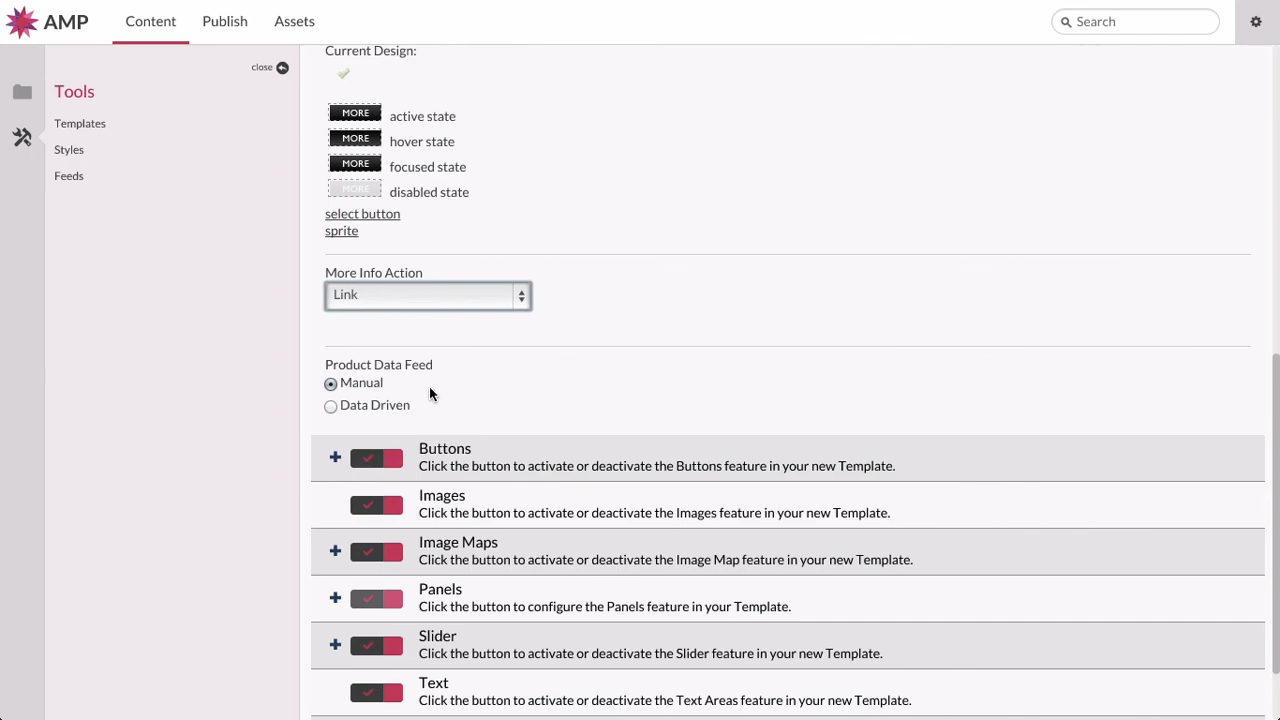 AMP
Content
Publish
Assets
Search
close
Tools
Templates
Styles
Feeds
Current Design:
MORE active state
MORE hover state
MORE focused state
MORE disabled state
select button
sprite
More Info Action
Link
Product Data Feed
Manual
Data Driven
Buttons
Click the button to activate or deactivate the Buttons feature in your new Template.
Images
Click the button to activate or deactivate the Images feature in your new Template.
Image Maps
Click the button to activate or deactivate the Image Map feature in your new Template.
Panels
Click the button to configure the Panels feature in your Template.
Slider
Click the button to activate or deactivate the Slider feature in your new Template.
Text
Click the button to activate or deactivate the Text Areas feature in your new Template.